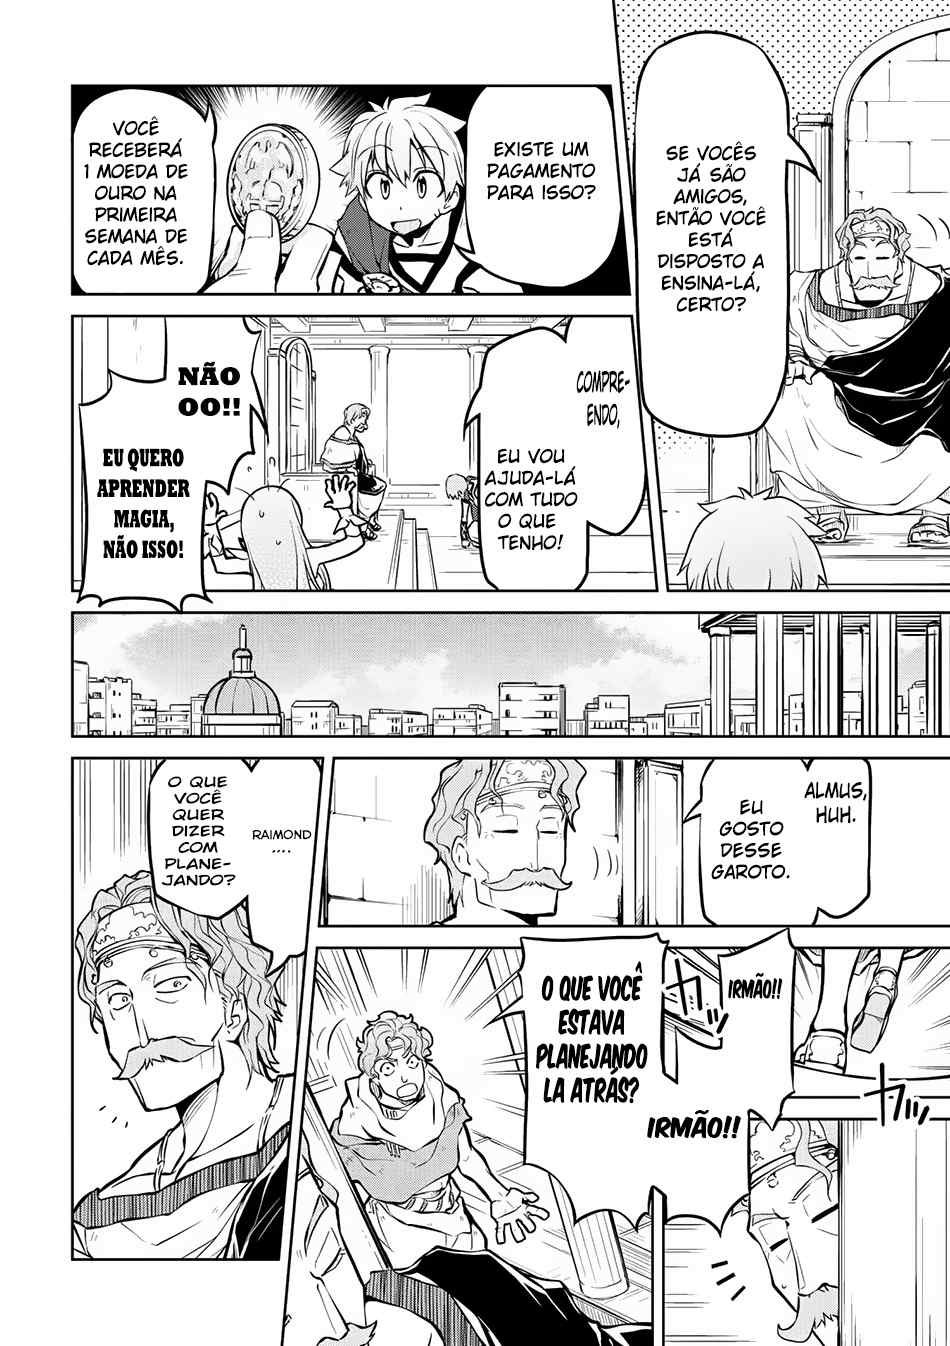 SE VOCÊS
JÁ SÃO
AMIGOS,
ENTÃO VOCÊ
ESTÁ
DISPOSTO A
ENSINA-LÁ,
CERTO?
EXISTE UM
PAGAMENTO
PARA ISSO?
VOCÊ
RECEBERÁ
1 MOEDA DE
OURO NA
PRIMEIRA
SEMANA DE
CADA MÊS.
COMPRE-
ENDO,
EU VOU
AJUDA-LÁ
COM TUDO
O QUE
TENHO!
NÃO
OO!!
EU QUERO
APRENDER
MAGIA,
NÃO ISSO!
ALMUS,
HUH.
EU
GOSTO
DESSE
GAROTO.
RAIMOND
....
O QUE
VOCÊ
QUER
DIZER
COM
PLANE-
JANDO?
IRMÃO!!
O QUE VOCÊ
ESTAVA
PLANEJANDO
LA ATRÁS?
IRMÃO!!